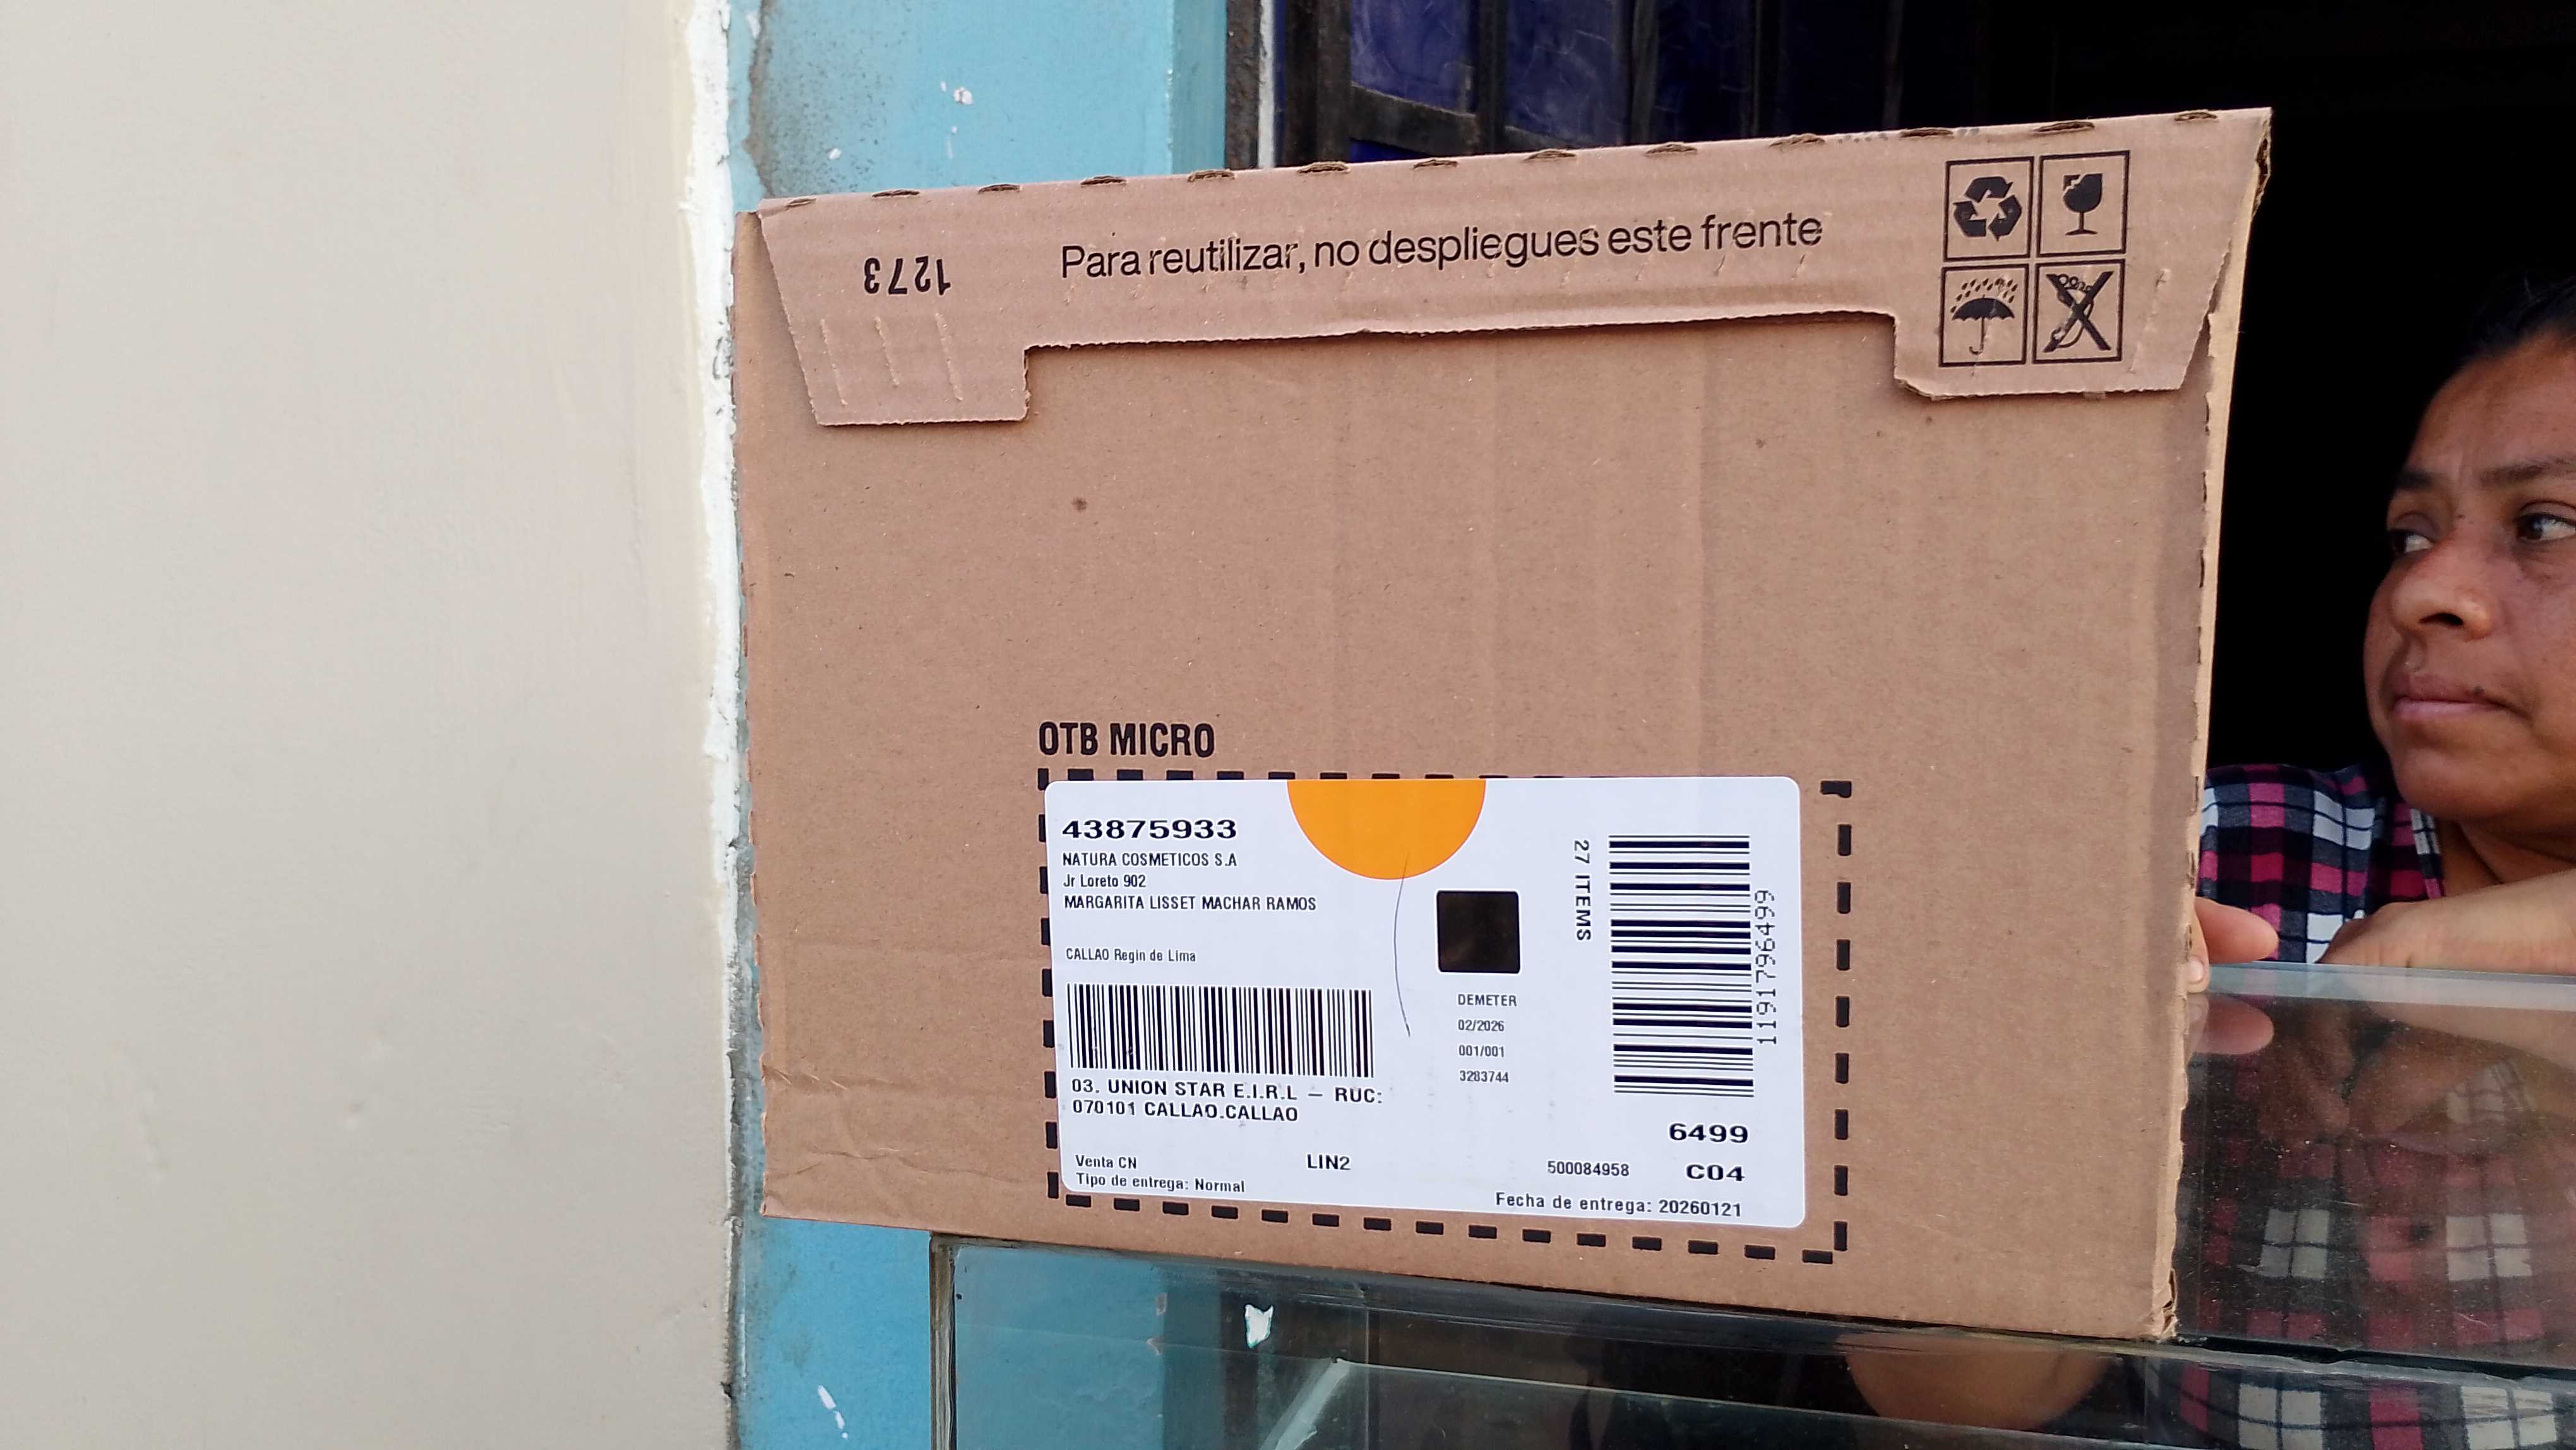 1273
Para reutilizar, no despliegues este frente
OTB MICRO
43875933
NATURA COSMETICOS S.A
Jr Loreto 902
MARGARITA LISSET MACHAR RAMOS
CALLAO Regin de Lima
03. UNION STAR E.I.R.L — RUC:
070101 CALLAO.CALLAO
Venta CN
Tipo de entrega: Normal
LIN2
DEMETER
02/2026
001/001
3283744
27 ITEMS
11917966499
6499
500084958
C04
Fecha de entrega: 20260121